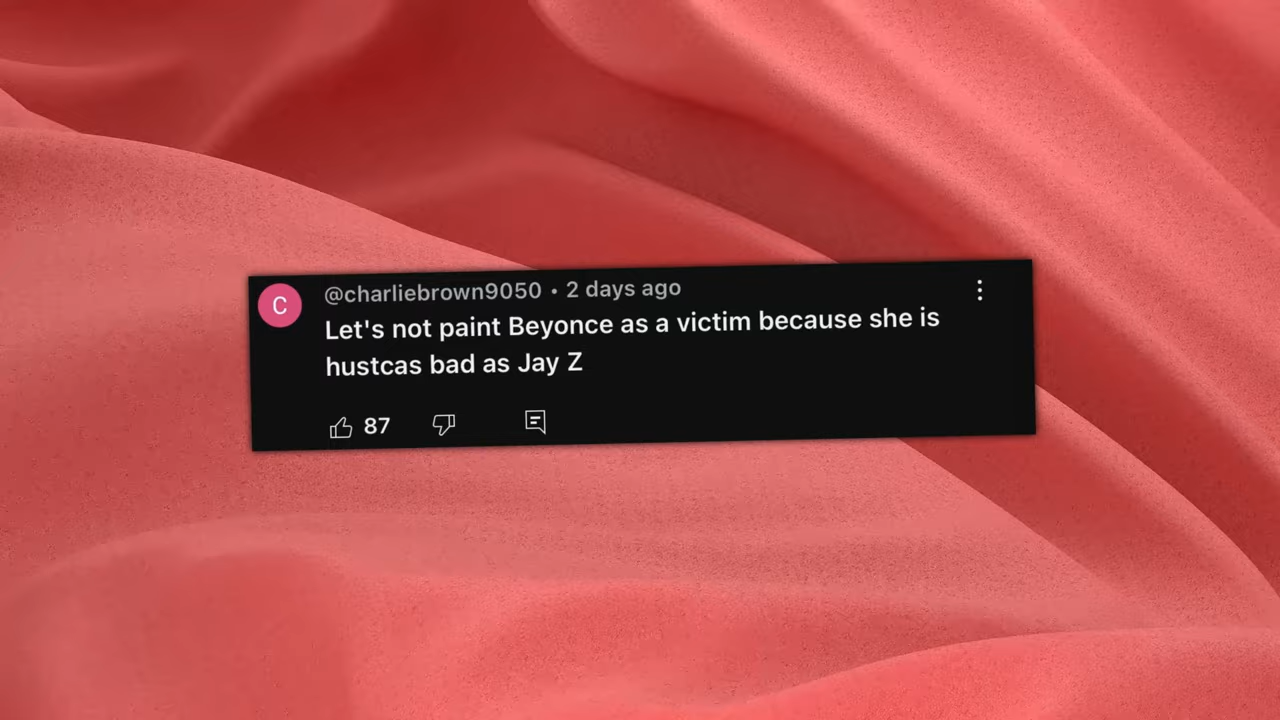 C
@charliebrown9050 • 2 days ago
Let's not paint Beyonce as a victim because she is
hustcas bad as Jay Z
87